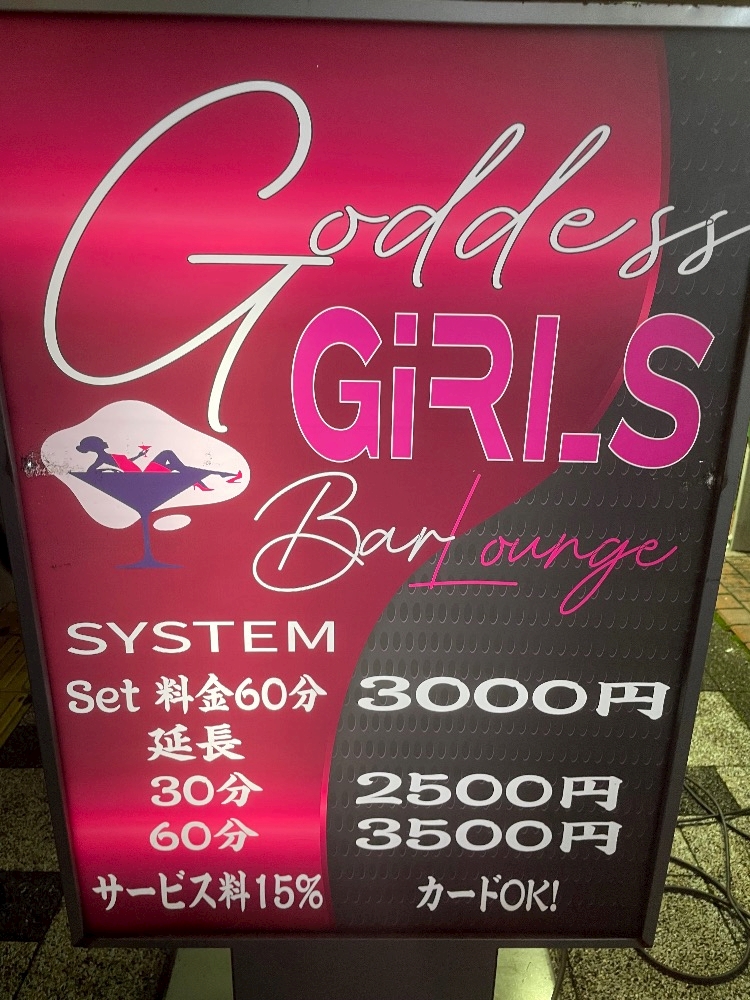 Goddess
GiRLS
Bar Lounge
SYSTEM
Set 料金60分 3000円
延長
30分 2500円
60分 3500円
サービス料15% カードOK!